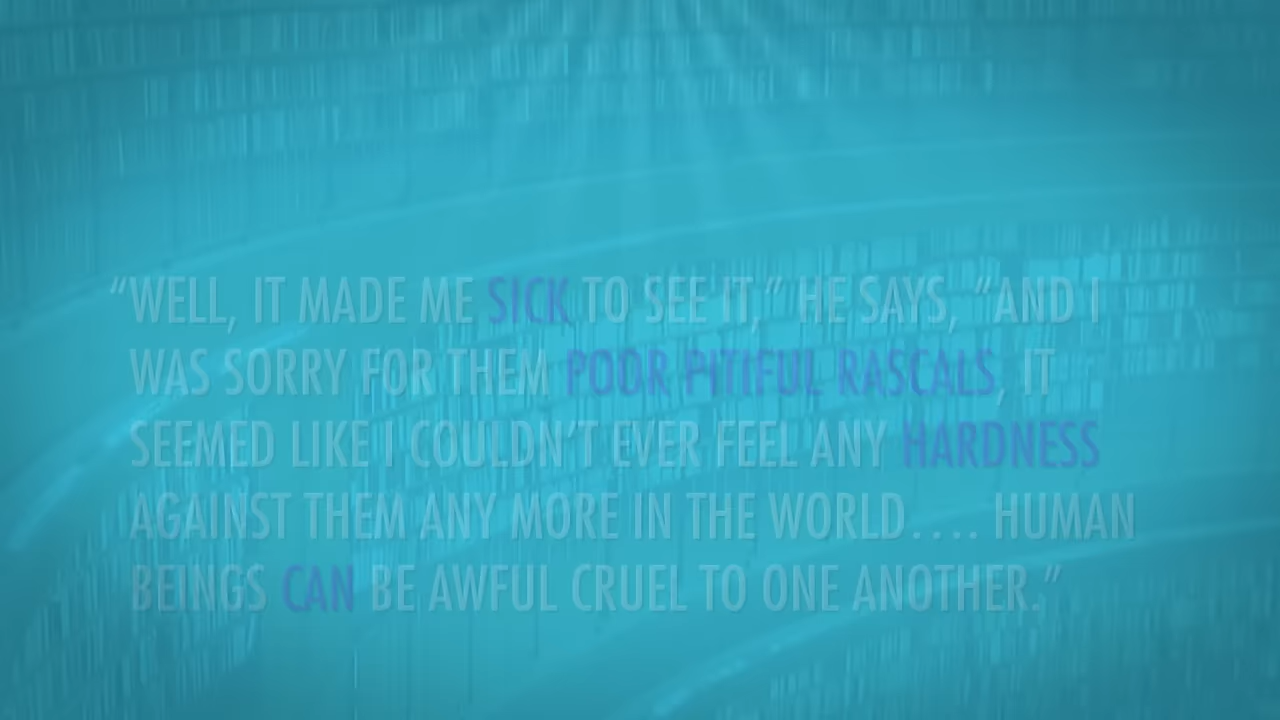 “WELL, IT MADE ME SICK TO SEE IT,” HE SAYS, “AND I
WAS SORRY FOR THEM POOR PITIFUL RASCALS, IT
SEEMED LIKE I COULDN’T EVER FEEL ANY HARDNESS
AGAINST THEM ANY MORE IN THE WORLD.... HUMAN
BEINGS CAN BE AWFUL CRUEL TO ONE ANOTHER.”